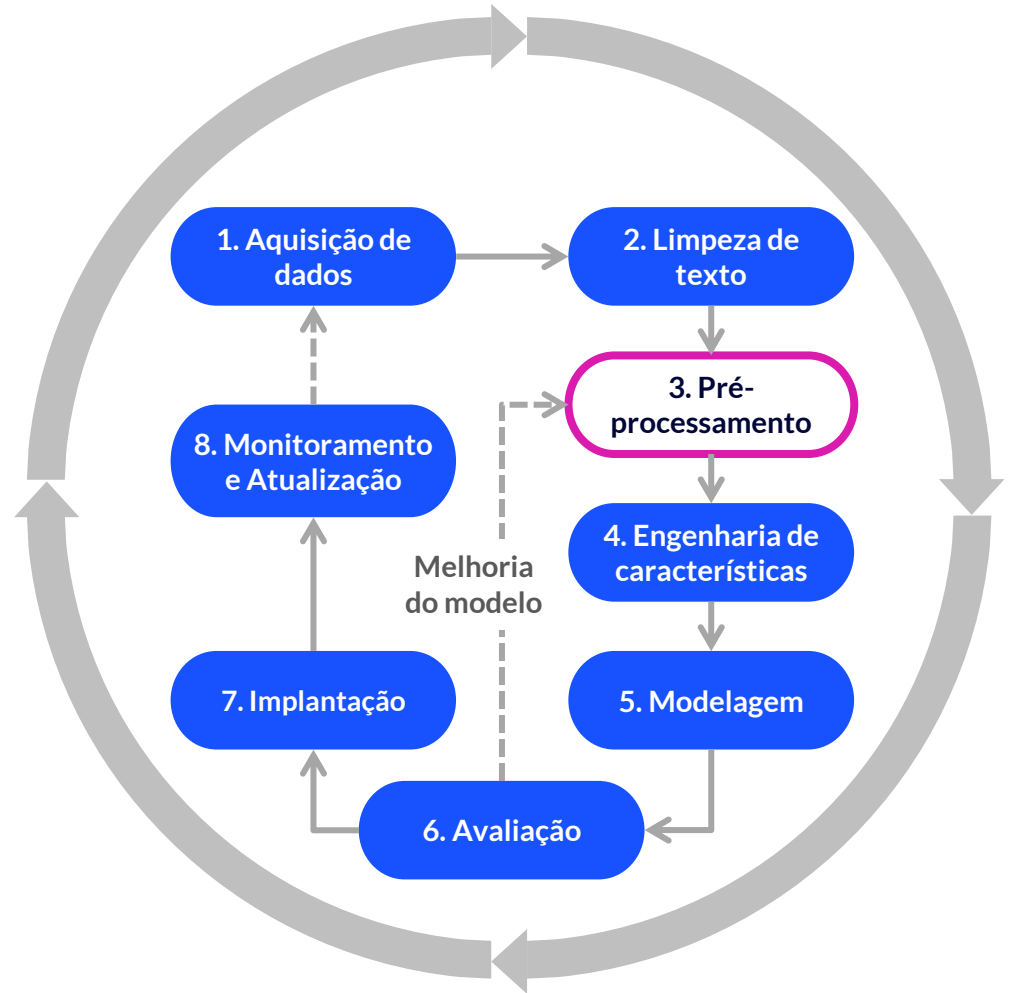 1. Aquisição de
dados
2. Limpeza de
texto
3. Pré-
processamento
4. Engenharia de
características
5. Modelagem
6. Avaliação
7. Implantação
8. Monitoramento
e Atualização
Melhoria
do modelo